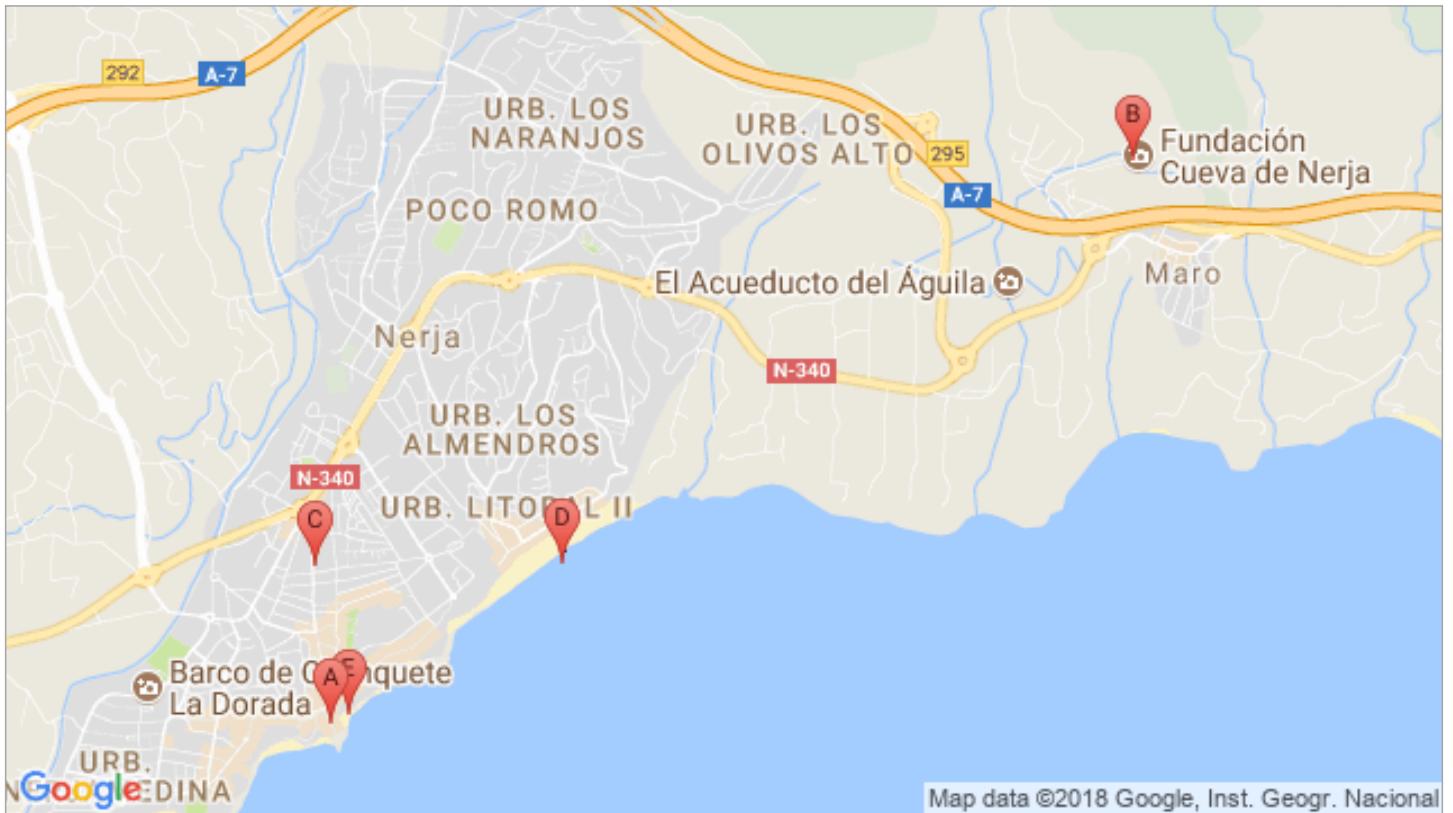 292
A-7
URB. LOS
NARANJOS
URB. LOS
OLIVOS ALTO
295
B
Fundación
Cueva de Nerja
POCO ROMO
A-7
El Acueducto del Águila
Maro
Nerja
N-340
URB. LOS
ALMENDROS
N-340
URB. LITORAL II
C
D
Barco de
La Dorada
A
E
URB.
Google
Map data ©2018 Google, Inst. Geogr. Nacional